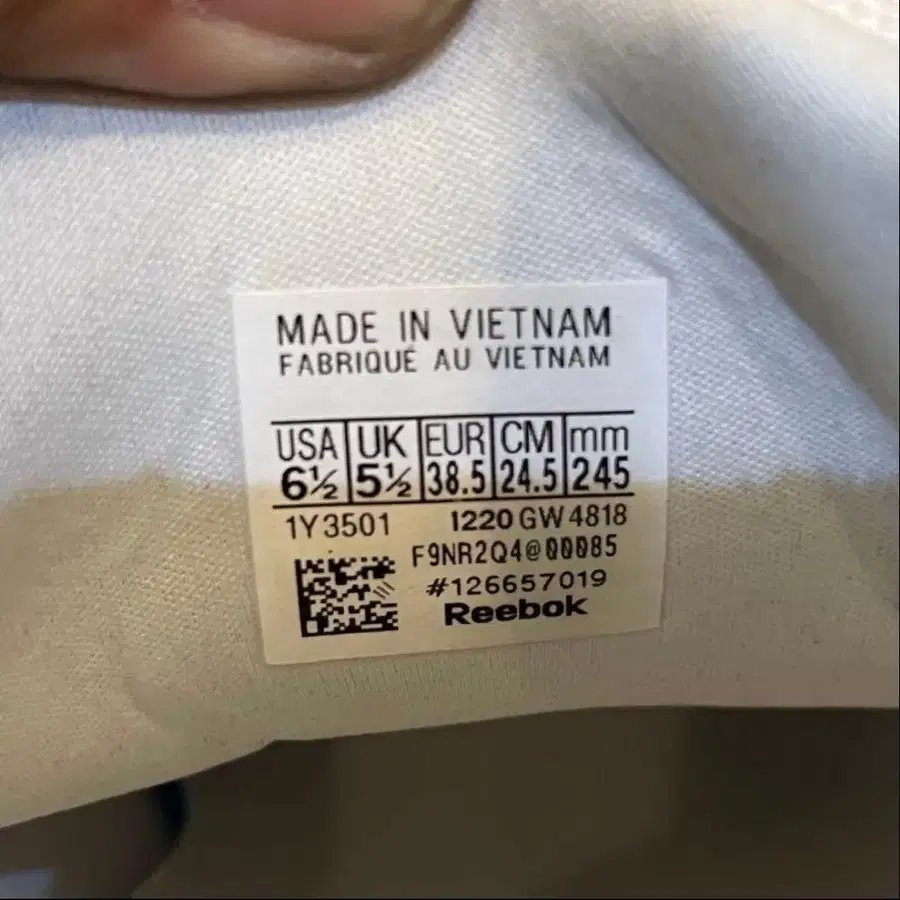 MADE IN VIETNAM
FABRIQUÉ AU VIETNAM
USA UK EUR CM mm
6½ 5½ 38.5 24.5 245
1Y3501 1220 GW4818
F9NR2Q4@00085
#126657019
Reebok